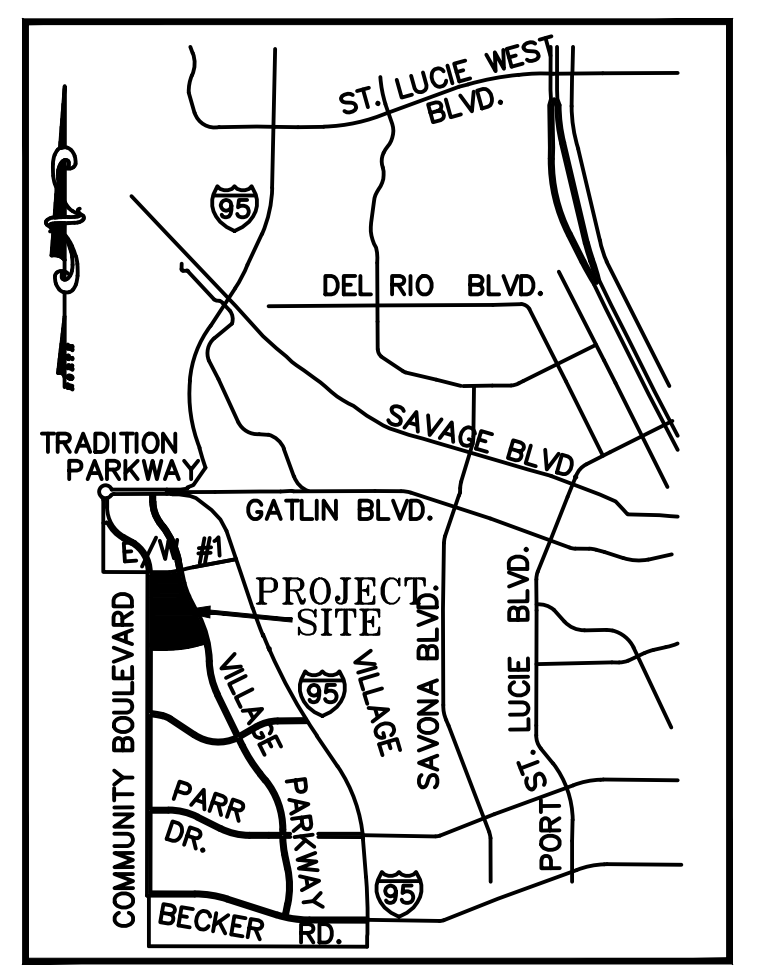 ST. LUCIE WEST
BLVD.
95
DEL RIO BLVD.
NORTH
SAVAGE BLVD
TRADITION
PARKWAY
GATLIN BLVD.
E/W #1
PROJECT
SITE
COMMUNITY BOULEVARD
VILLAGE
PARKWAY
95
VILLAGE
SAVONA BLVD.
PORT ST. LUCIE BLVD.
PARR
DR.
95
BECKER RD.